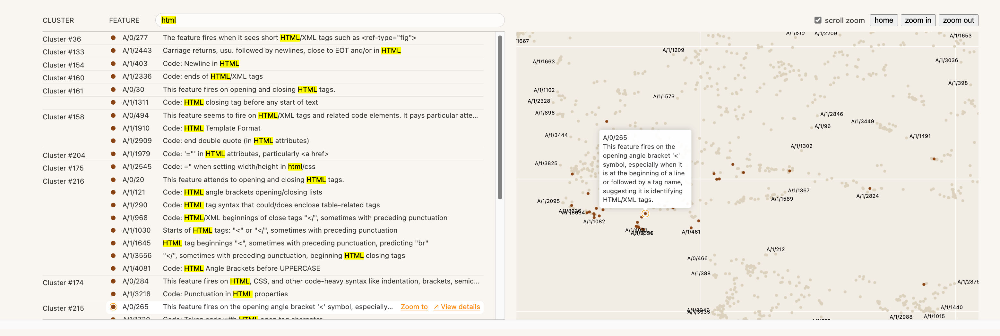 CLUSTER FEATURE html
scroll zoom home zoom in zoom out
Cluster #36 A/0/277 The feature fires when it sees short HTML/XML tags such as <ref-type="fig">
Cluster #133 A/1/2443 Carriage returns, usu. followed by newlines, close to EOT and/or in HTML
Cluster #154 A/1/403 Code: Newline in HTML
Cluster #160 A/1/2336 Code: ends of HTML/XML tags
Cluster #161 A/0/30 This feature fires on opening and closing HTML tags.
A/1/1311 Code: HTML closing tag before any start of text
Cluster #158 A/0/494 This feature seems to fire on HTML/XML tags and related code elements. It pays particular atte...
A/1/1910 Code: HTML Template Format
A/1/2909 Code: end double quote (in HTML attributes)
Cluster #204 A/1/1979 Code: '="' in HTML attributes, particularly <a href>
Cluster #175 A/1/2545 Code: =" when setting width/height in html/css
Cluster #216 A/0/20 This feature attends to opening and closing HTML tags.
A/1/121 Code: HTML angle brackets opening/closing lists
A/1/290 Code: HTML tag syntax that could/does enclose table-related tags
A/1/968 Code: HTML/XML beginnings of close tags "</", sometimes with preceding punctuation
A/1/1030 Starts of HTML tags: "<" or "</", sometimes with preceding punctuation
A/1/1645 HTML tag beginnings "<", sometimes with preceding punctuation, predicting "br"
A/1/3556 "</", sometimes with preceding punctuation, beginning HTML closing tags
A/1/4081 Code: HTML Angle Brackets before UPPERCASE
Cluster #174 A/0/284 This feature fires on HTML, CSS, and other code-heavy syntax like indentation, brackets, semic...
A/1/3218 Code: Punctuation in HTML properties
Cluster #215 A/0/265 This feature fires on the opening angle bracket '<' symbol, especially... Zoom to ↗ View details
A/1/1720 Code: Token ends with HTML open tag character
A/1/819 A/1/2209
A/1/1653
/1667
A/1/1209
A/1/1663
A/1/3036
A/1/398
A/1/1102
A/1/1573
A/1/2328
A/1/896
A/1/2846
A/1/3449
A/1/96
A/1/3444
A/1/1491
A/1/1302
A/0/265
This feature fires on the
opening angle bracket '<'
symbol, especially when it
is at the beginning of a line
or followed by a tag name,
suggesting it is identifying
HTML/XML tags.
A/1/3825
A/1/1367
A/1/2824
A/1/1589
A/1/2095
A/1/3226
A/1/3034
A/1/1082
A/1/4081
A/1/3556
A/1/121
A/1/461
A/1/212
A/0/466
A/1/388
A/1/2876
A/1/3940
A/1/3333
A/1/1440
A/1/2988
A/1/1015